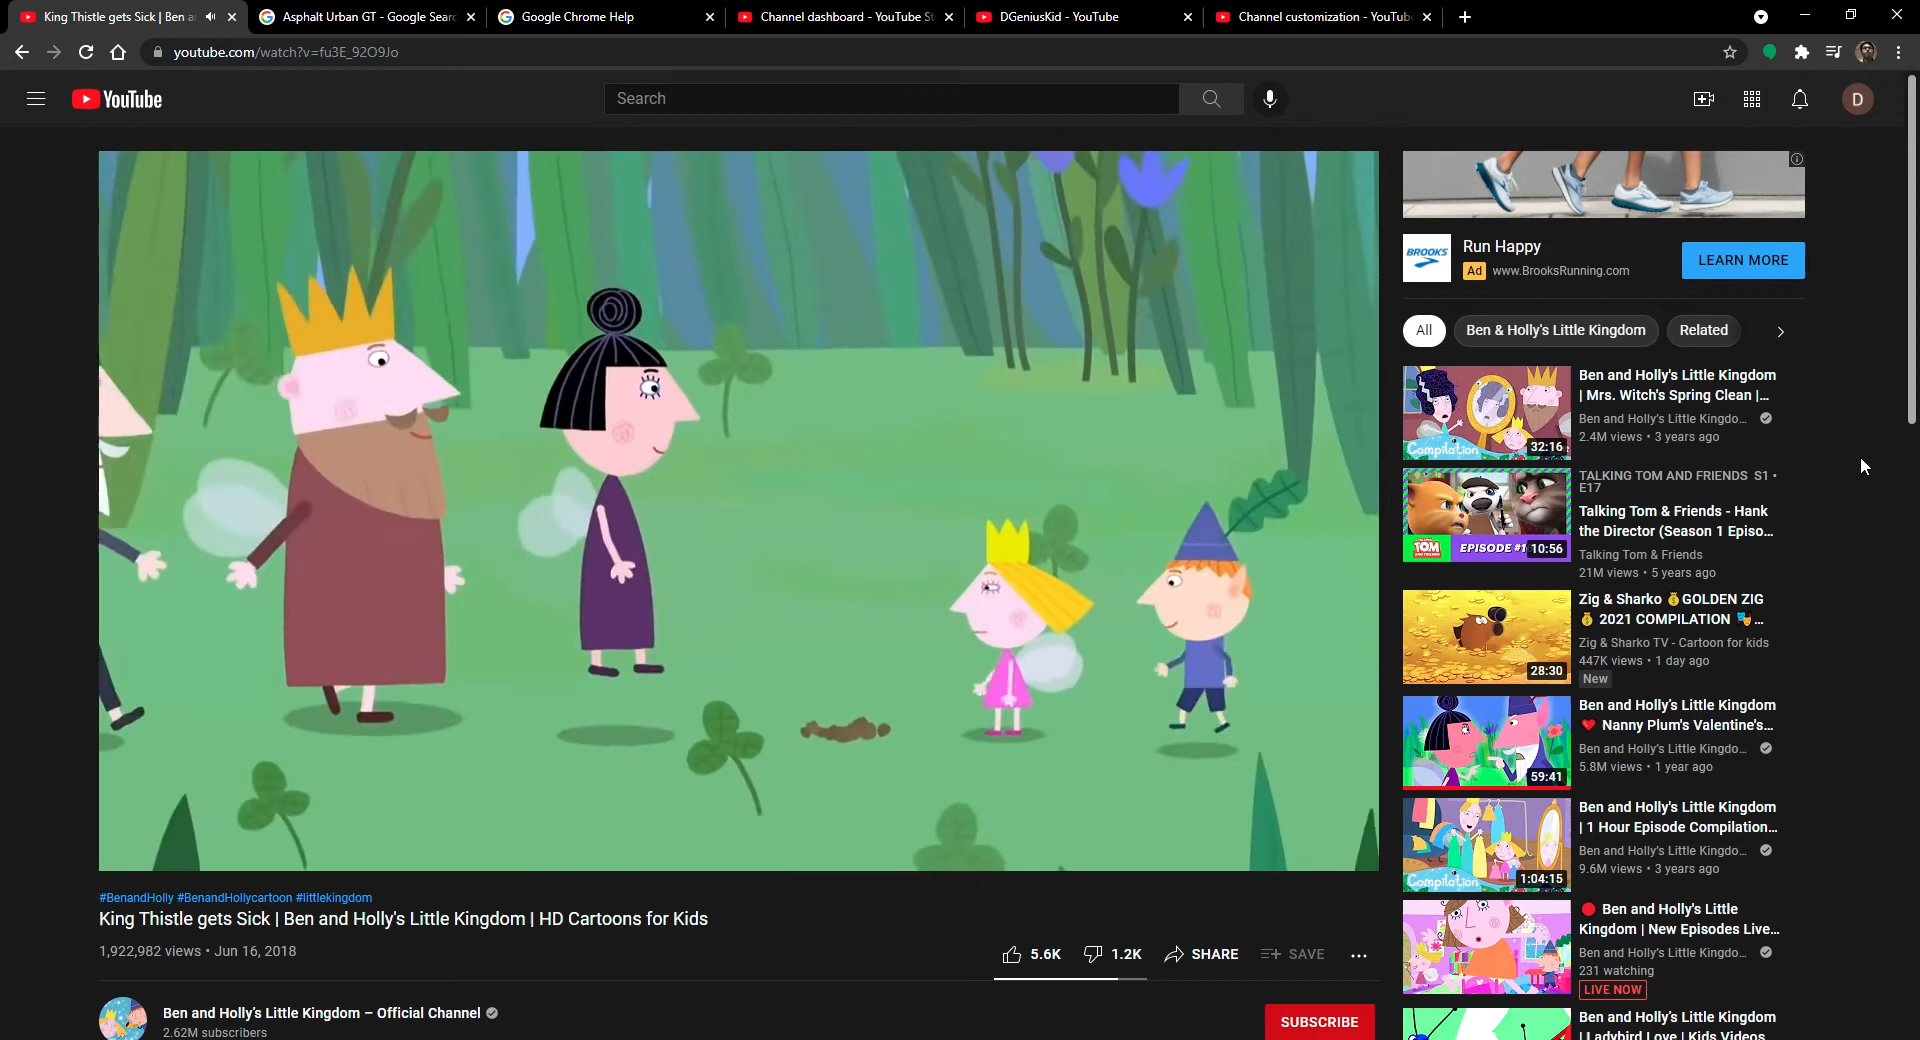 King Thistle gets Sick | Ben a
Asphalt Urban GT - Google Searc
Google Chrome Help
Channel dashboard - YouTube S
DGeniusKid - YouTube
Channel customization - YouTub
youtube.com/watch?v=fu3E_92O9Jo
YouTube
Search
D
BROOKS
Run Happy
Ad www.BrooksRunning.com
LEARN MORE
All
Ben & Holly's Little Kingdom
Related
Compilation
32:16
Ben and Holly's Little Kingdom
| Mrs. Witch's Spring Clean |...
Ben and Holly's Little Kingdo...
2.4M views • 3 years ago
TOM
EPISODE #1
10:56
TALKING TOM AND FRIENDS S1 •
E17
Talking Tom & Friends - Hank
the Director (Season 1 Episo...
Talking Tom & Friends
21M views • 5 years ago
28:30
Zig & Sharko 💰GOLDEN ZIG
💰 2021 COMPILATION 🎭...
Zig & Sharko TV - Cartoon for kids
447K views • 1 day ago
New
59:41
Ben and Holly's Little Kingdom
❤️ Nanny Plum's Valentine's...
Ben and Holly's Little Kingdo...
5.8M views • 1 year ago
Compilation
1:04:15
Ben and Holly's Little Kingdom
| 1 Hour Episode Compilation...
Ben and Holly's Little Kingdo...
9.6M views • 3 years ago
🔴 Ben and Holly's Little
Kingdom | New Episodes Live...
Ben and Holly's Little Kingdo...
231 watching
LIVE NOW
Ben and Holly's Little Kingdom
| Ladybird Love | Kids Videos
#BenandHolly #BenandHollycartoon #littlekingdom
King Thistle gets Sick | Ben and Holly's Little Kingdom | HD Cartoons for Kids
1,922,982 views • Jun 16, 2018
5.6K
1.2K
SHARE
SAVE
Ben and Holly's Little Kingdom – Official Channel
2.62M subscribers
SUBSCRIBE